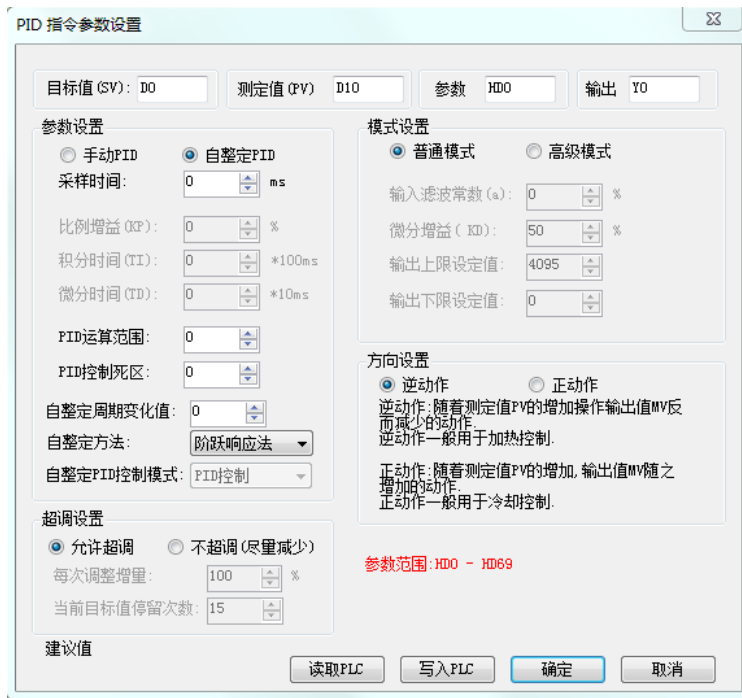 PID 指令参数设置
目标值(SV): D0 测定值(PV) D10 参数 HD0 输出 Y0
参数设置
手动PID 自整定PID
采样时间: 0 ms
比例增益(KP): 0 %
积分时间(TI): 0 *100ms
微分时间(TD): 0 *10ms
PID运算范围: 0
PID控制死区: 0
自整定周期变化值: 0
自整定方法: 阶跃响应法
自整定PID控制模式: PID控制
超调设置
允许超调 不超调(尽量减少)
每次调整增量: 100 %
当前目标值停留次数: 15
模式设置
普通模式 高级模式
输入滤波常数(a): 0 %
微分增益( KD): 50 %
输出上限设定值: 4095
输出下限设定值: 0
方向设置
逆动作 正动作
逆动作:随着测定值PV的增加操作输出值MV反
而减少的动作.
逆动作一般用于加热控制.
正动作:随着测定值PV的增加,输出值MV随之
增加的动作.
正动作一般用于冷却控制.
参数范围:HD0 - HD69
建议值
读取PLC 写入PLC 确定 取消